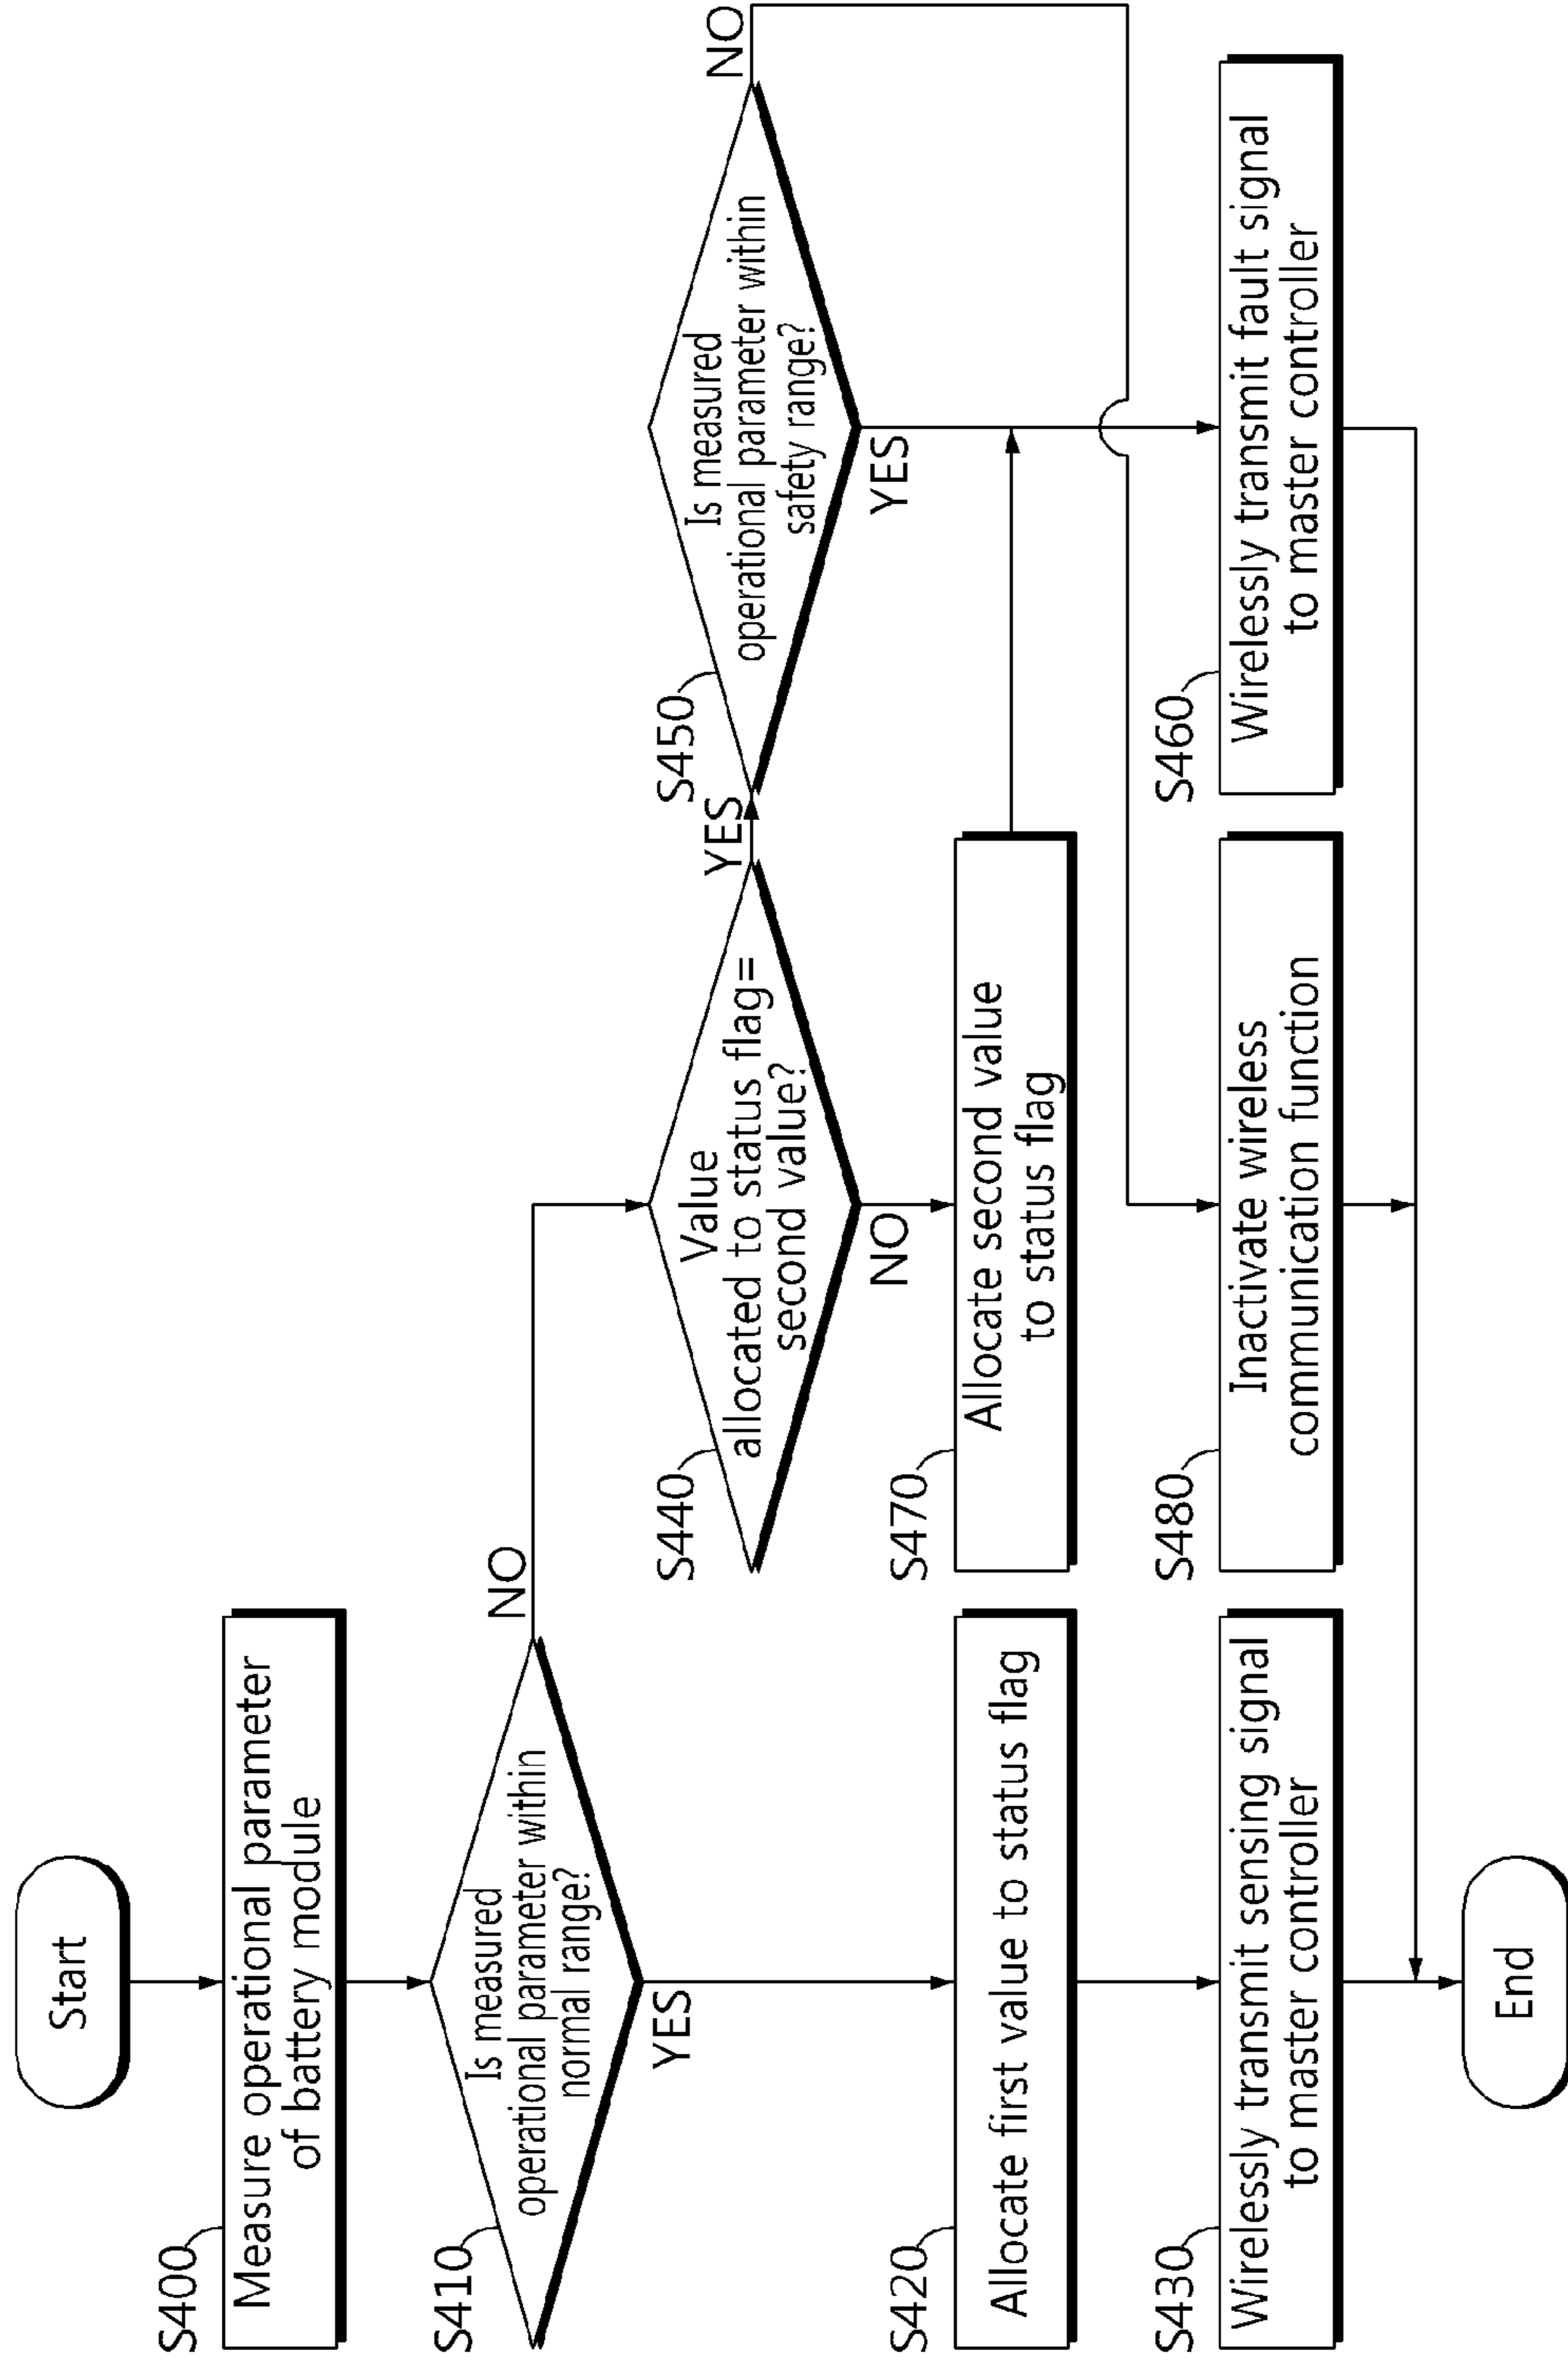 Start
S400
Measure operational parameter
of battery module
S410
Is measured
operational parameter within
normal range?
NO
YES
S440
Value
allocated to status flag=
second value?
YES
NO
S450
Is measured
operational parameter within
safety range?
NO
YES
S420
Allocate first value to status flag
S470
Allocate second value
to status flag
S430
Wirelessly transmit sensing signal
to master controller
S480
Inactivate wireless
communication function
S460
Wirelessly transmit fault signal
to master controller
End